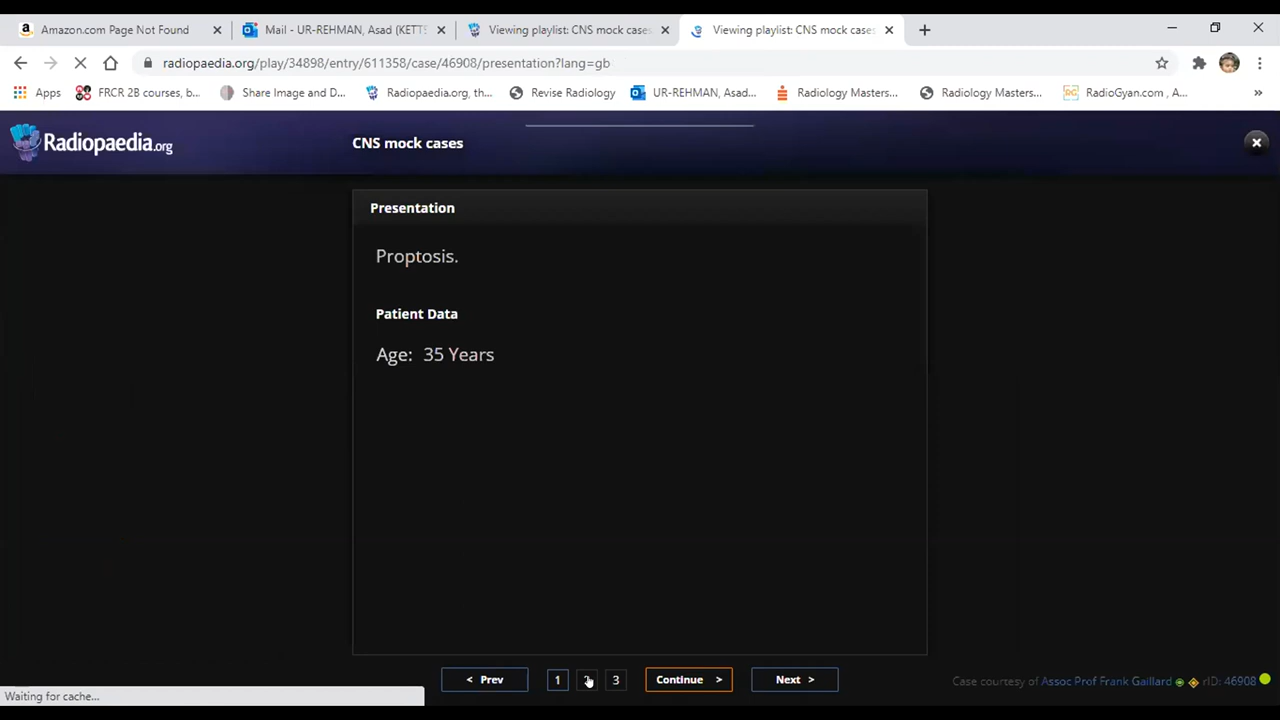 Amazon.com Page Not Found
Mail - UR-REHMAN, Asad (KETT
Viewing playlist: CNS mock cases
Viewing playlist: CNS mock cases
radiopaedia.org/play/34898/entry/611358/case/46908/presentation?lang=gb
Apps FRCR 2B courses, b... Share Image and D... Radiopaedia.org, th... Revise Radiology UR-REHMAN, Asad... Radiology Masters... Radiology Masters... RadioGyan.com , A... »
Radiopaedia.org
CNS mock cases
Presentation
Proptosis.
Patient Data
Age: 35 Years
< Prev 1 2 3 Continue > Next >
Case courtesy of Assoc Prof Frank Gaillard rID: 46908
Waiting for cache...